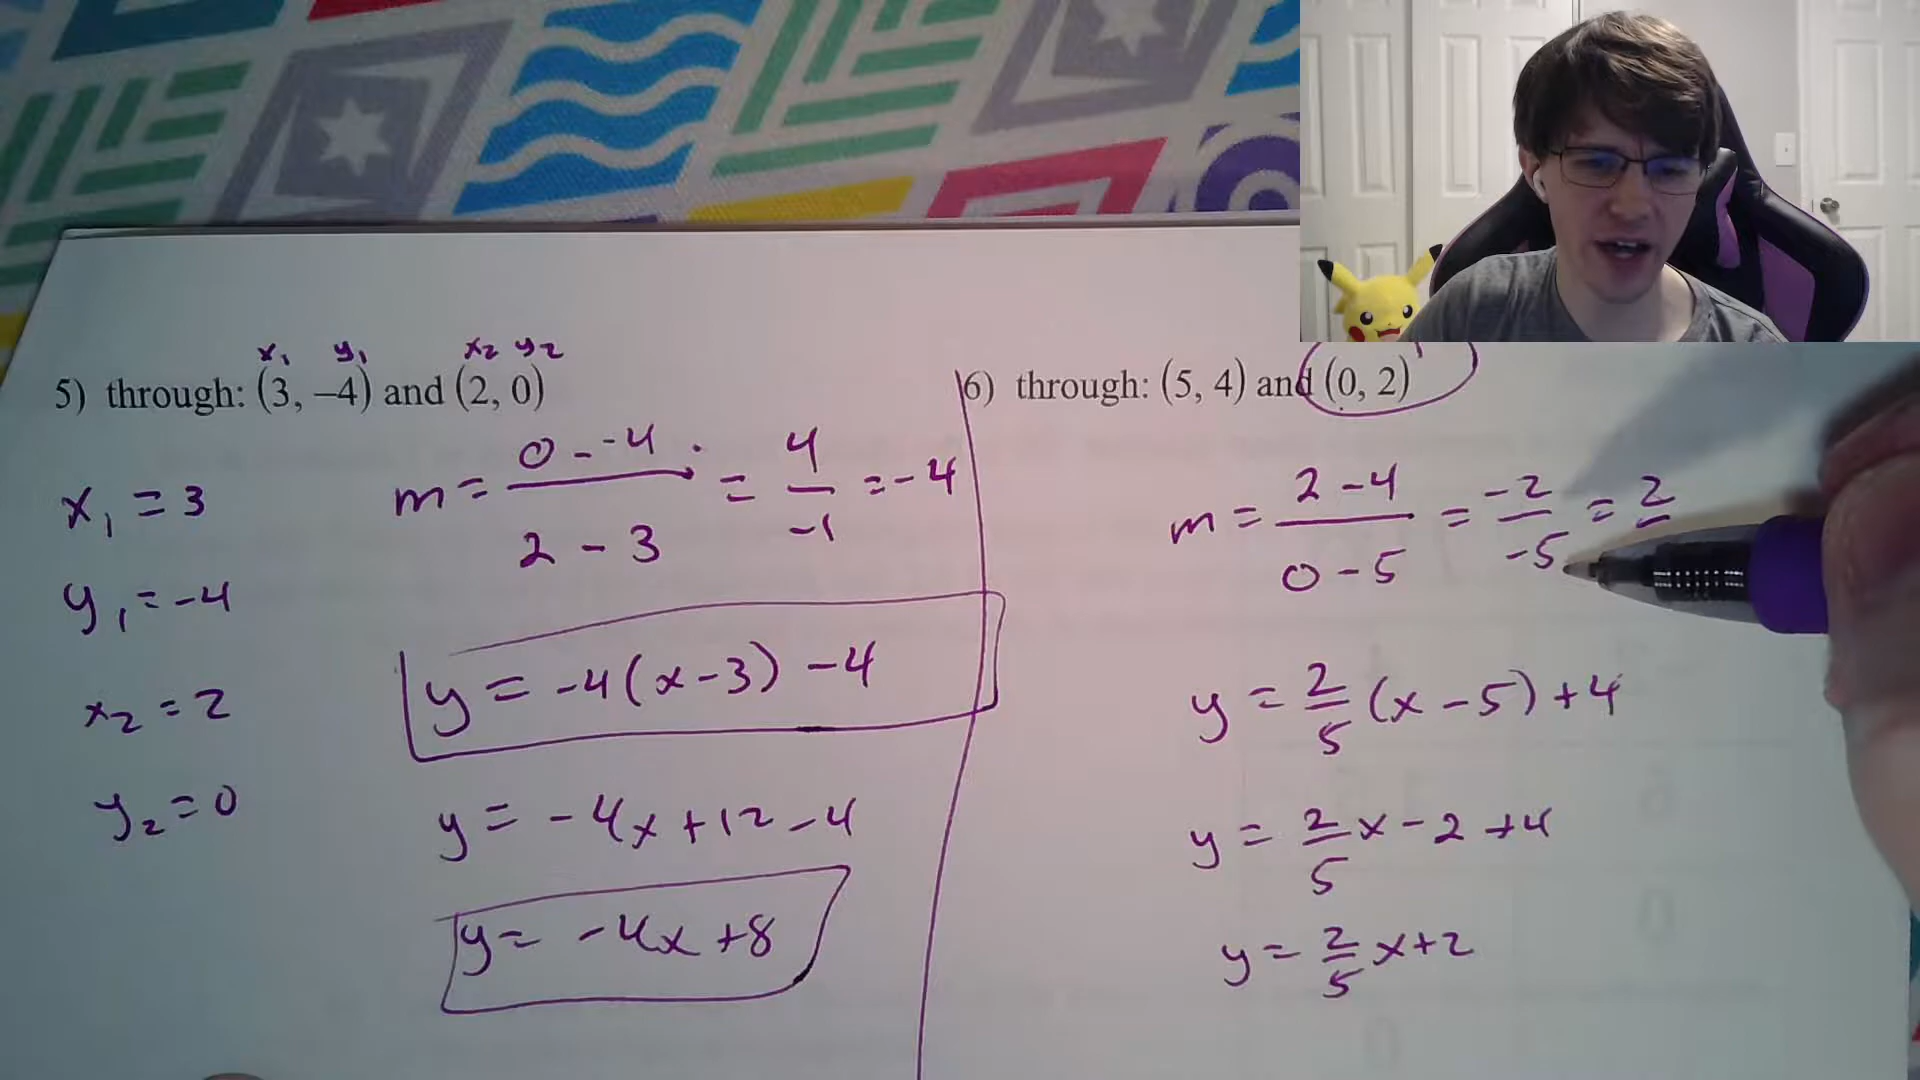 x₁ y₁ x₂ y₂
5) through: (3, –4) and (2, 0)
x₁ = 3
y₁ = -4
x₂ = 2
y₂ = 0
m = (0 - -4)/(2 - 3) = 4/-1 = -4
y = -4(x-3) -4
y = -4x +12 -4
y = -4x +8
6) through: (5, 4) and (0, 2)
m = (2-4)/(0-5) = -2/-5 = 2/
y = 2/5 (x - 5) +4
y = 2/5 x - 2 +4
y = 2/5 x+2